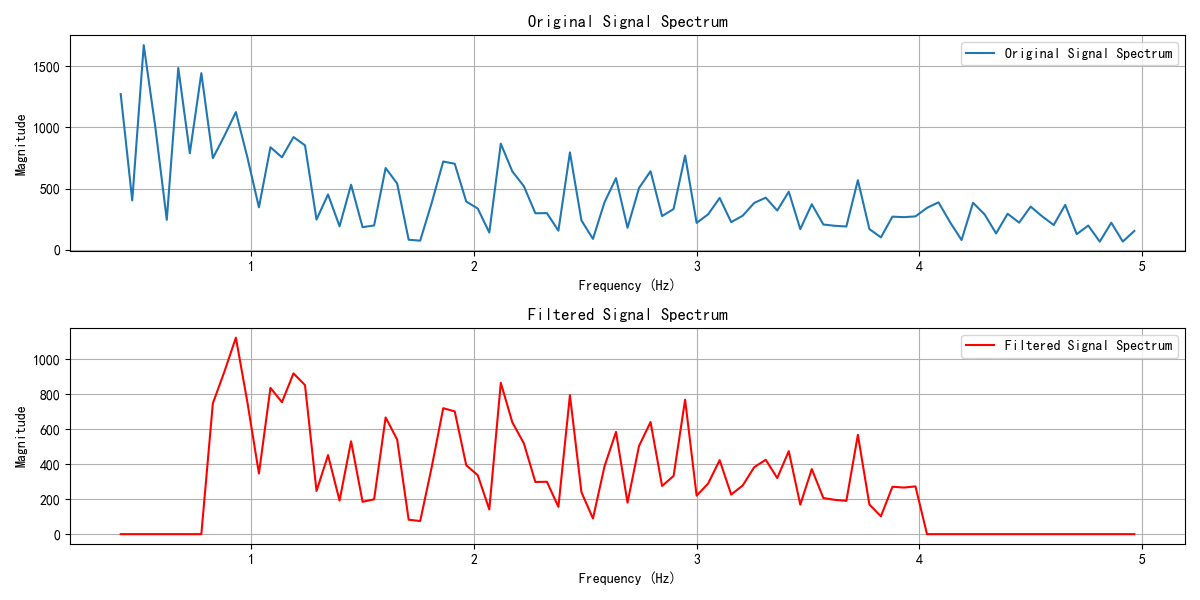 Original Signal Spectrum
Original Signal Spectrum
1500
1000
500
0
Magnitude
1 2 3 4 5
Frequency (Hz)
Filtered Signal Spectrum
Filtered Signal Spectrum
1000
800
600
400
200
0
Magnitude
1 2 3 4 5
Frequency (Hz)